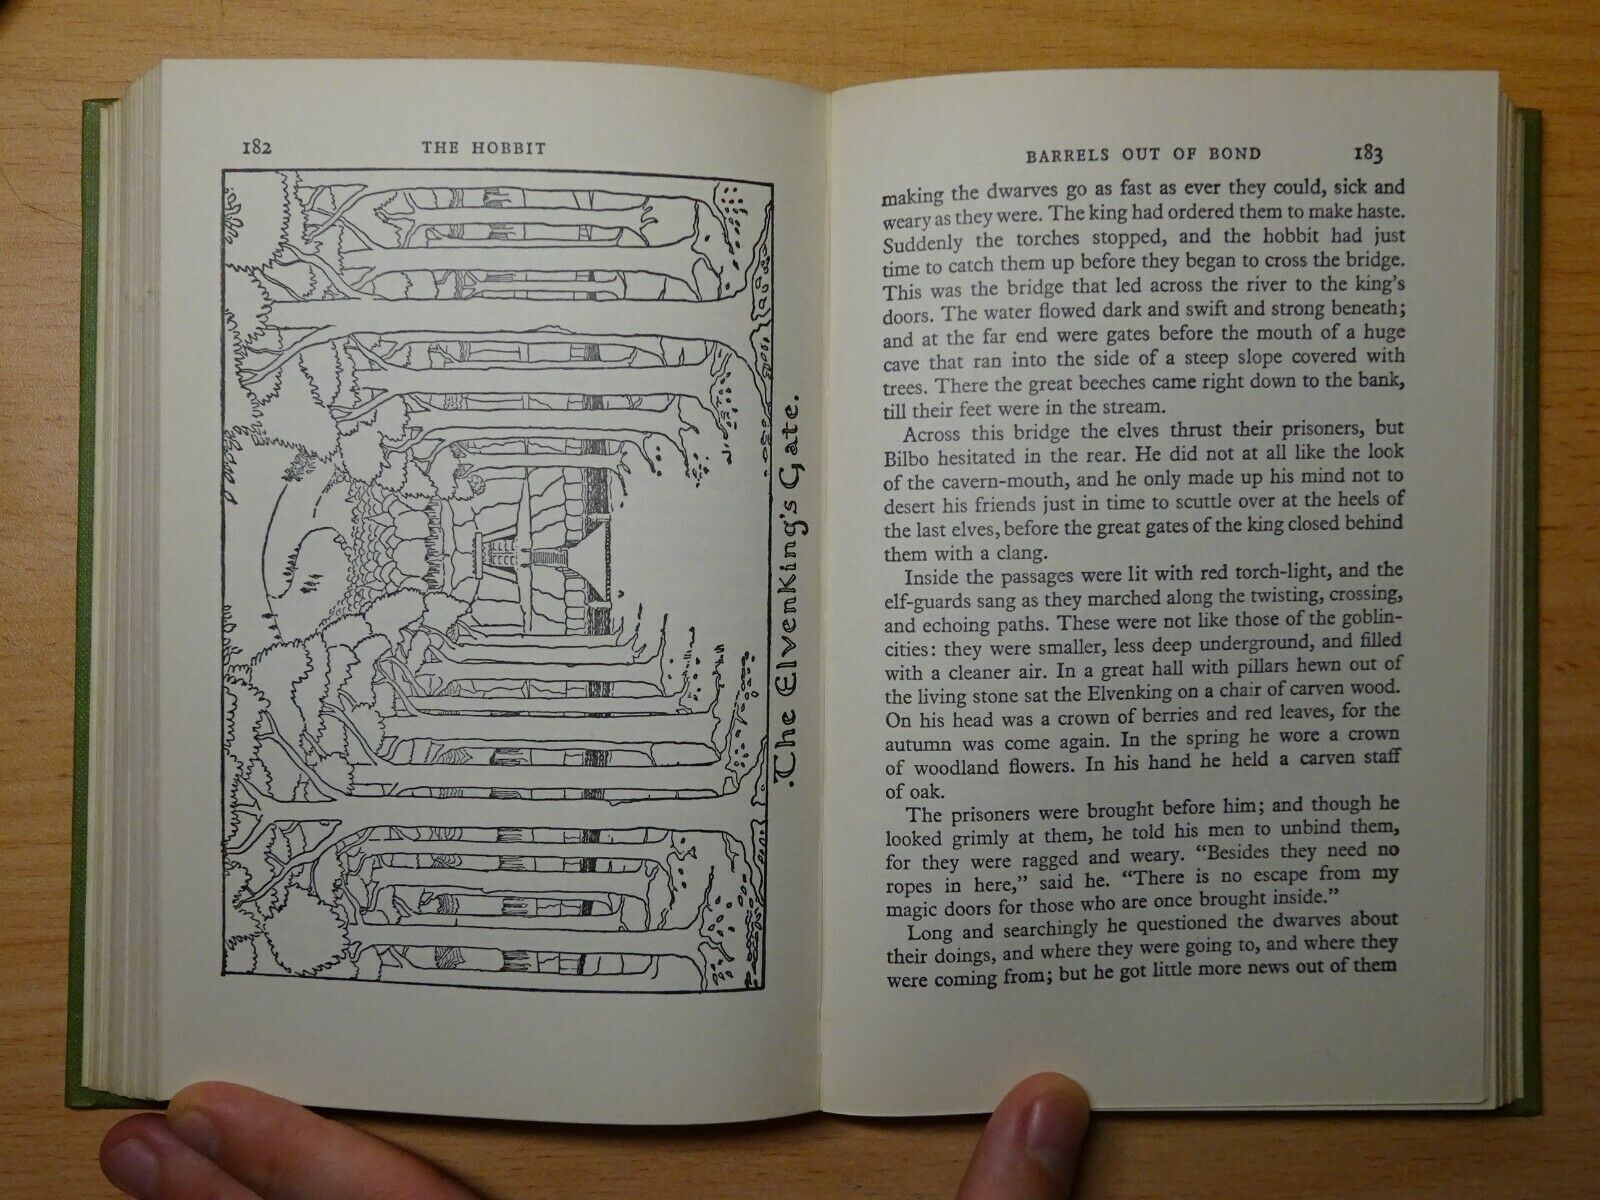 182
THE HOBBIT
.The Elvenking's Gate.
BARRELS OUT OF BOND
183
making the dwarves go as fast as ever they could, sick and
weary as they were. The king had ordered them to make haste.
Suddenly the torches stopped, and the hobbit had just
time to catch them up before they began to cross the bridge.
This was the bridge that led across the river to the king's
doors. The water flowed dark and swift and strong beneath;
and at the far end were gates before the mouth of a huge
cave that ran into the side of a steep slope covered with
trees. There the great beeches came right down to the bank,
till their feet were in the stream.
Across this bridge the elves thrust their prisoners, but
Bilbo hesitated in the rear. He did not at all like the look
of the cavern-mouth, and he only made up his mind not to
desert his friends just in time to scuttle over at the heels of
the last elves, before the great gates of the king closed behind
them with a clang.
Inside the passages were lit with red torch-light, and the
elf-guards sang as they marched along the twisting, crossing,
and echoing paths. These were not like those of the goblin-
cities: they were smaller, less deep underground, and filled
with a cleaner air. In a great hall with pillars hewn out of
the living stone sat the Elvenking on a chair of carven wood.
On his head was a crown of berries and red leaves, for the
autumn was come again. In the spring he wore a crown
of woodland flowers. In his hand he held a carven staff
of oak.
The prisoners were brought before him; and though he
looked grimly at them, he told his men to unbind them,
for they were ragged and weary. “Besides they need no
ropes in here,” said he. “There is no escape from my
magic doors for those who are once brought inside.”
Long and searchingly he questioned the dwarves about
their doings, and where they were going to, and where they
were coming from; but he got little more news out of them